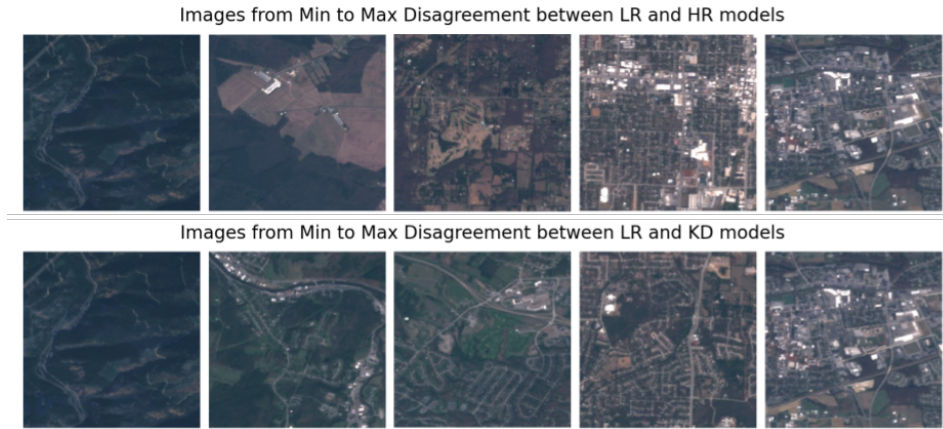 Images from Min to Max Disagreement between LR and HR models
Images from Min to Max Disagreement between LR and KD models